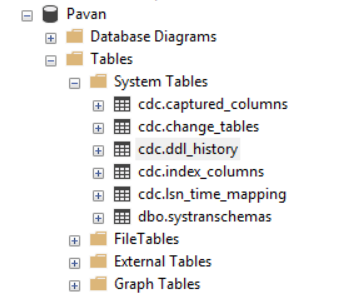 Pavan
Database Diagrams
Tables
System Tables
cdc.captured_columns
cdc.change_tables
cdc.ddl_history
cdc.index_columns
cdc.lsn_time_mapping
dbo.systranschemas
FileTables
External Tables
Graph Tables